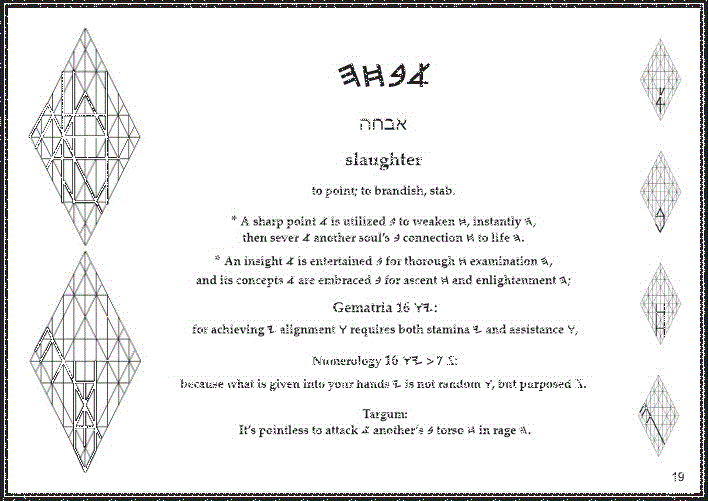 𐤀𐤁𐤇𐤄
אבחה
slaughter
to point; to brandish, stab.
* A sharp point 𐤀 is utilized 𐤁 to weaken 𐤇, instantly 𐤄,
then sever 𐤀 another soul's 𐤁 connection 𐤇 to life 𐤄.
* An insight 𐤀 is entertained 𐤁 for thorough 𐤇 examination 𐤄,
and its concepts 𐤀 are embraced 𐤁 for ascent 𐤇 and enlightenment 𐤄;
Gematria 16 𐤉𐤅:
for achieving 𐤉 alignment 𐤅 requires both stamina 𐤉 and assistance 𐤅,
Numerology 16 𐤉𐤅 > 7 𐤆:
because what is given into your hands 𐤉 is not random 𐤅, but purposed 𐤆.
Targum:
It's pointless to attack 𐤀 another's 𐤁 torso 𐤇 in rage 𐤄.
19